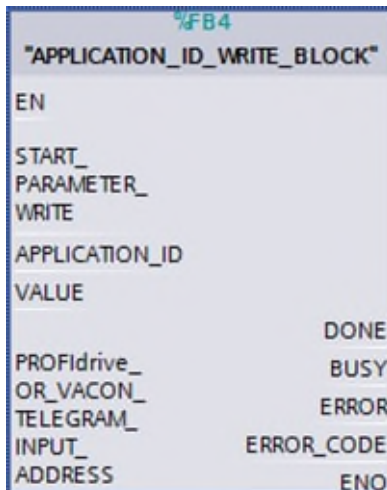 %FB4
"APPLICATION_ID_WRITE_BLOCK"
EN
START_
PARAMETER_
WRITE
APPLICATION_ID
VALUE
DONE
PROFIdrive_ BUSY
OR_VACON_
TELEGRAM_ ERROR
INPUT_ ERROR_CODE
ADDRESS ENO